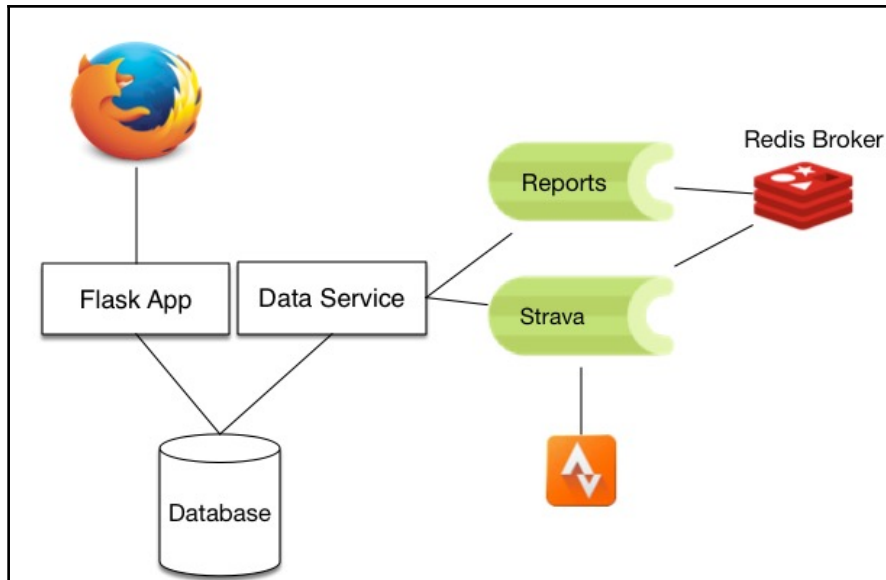 Redis Broker
Reports
Flask App
Data Service
Strava
Database